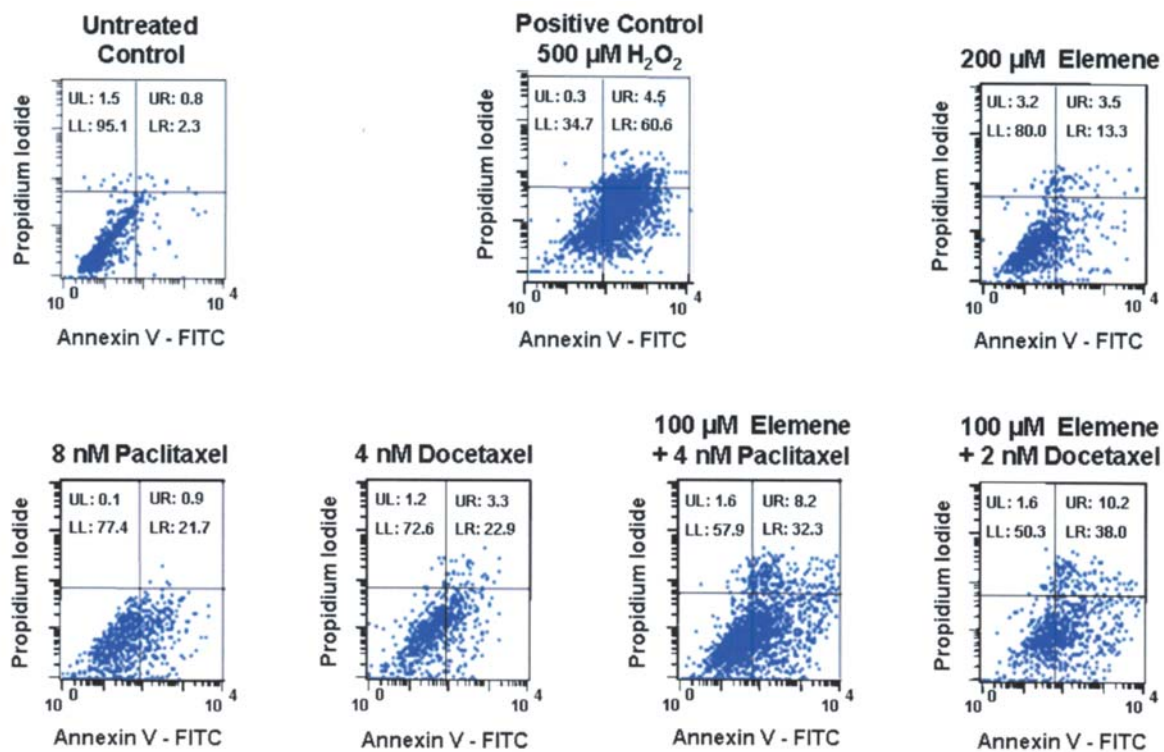 Untreated
Control
UL: 1.5 UR: 0.8
LL: 95.1 LR: 2.3
Propidium Iodide
10 0 10 4
Annexin V - FITC
Positive Control
500 µM H₂O₂
UL: 0.3 UR: 4.5
LL: 34.7 LR: 60.6
Propidium Iodide
10 0 10 4
Annexin V - FITC
200 µM Elemene
UL: 3.2 UR: 3.5
LL: 80.0 LR: 13.3
Propidium Iodide
10 0 10 4
Annexin V - FITC
8 nM Paclitaxel
UL: 0.1 UR: 0.9
LL: 77.4 LR: 21.7
Propidium Iodide
10 0 10 4
Annexin V - FITC
4 nM Docetaxel
UL: 1.2 UR: 3.3
LL: 72.6 LR: 22.9
Propidium Iodide
10 0 10 4
Annexin V - FITC
100 µM Elemene
+ 4 nM Paclitaxel
UL: 1.6 UR: 8.2
LL: 57.9 LR: 32.3
Propidium Iodide
10 0 10 4
Annexin V - FITC
100 µM Elemene
+ 2 nM Docetaxel
UL: 1.6 UR: 10.2
LL: 50.3 LR: 38.0
Propidium Iodide
10 0 10 4
Annexin V - FITC